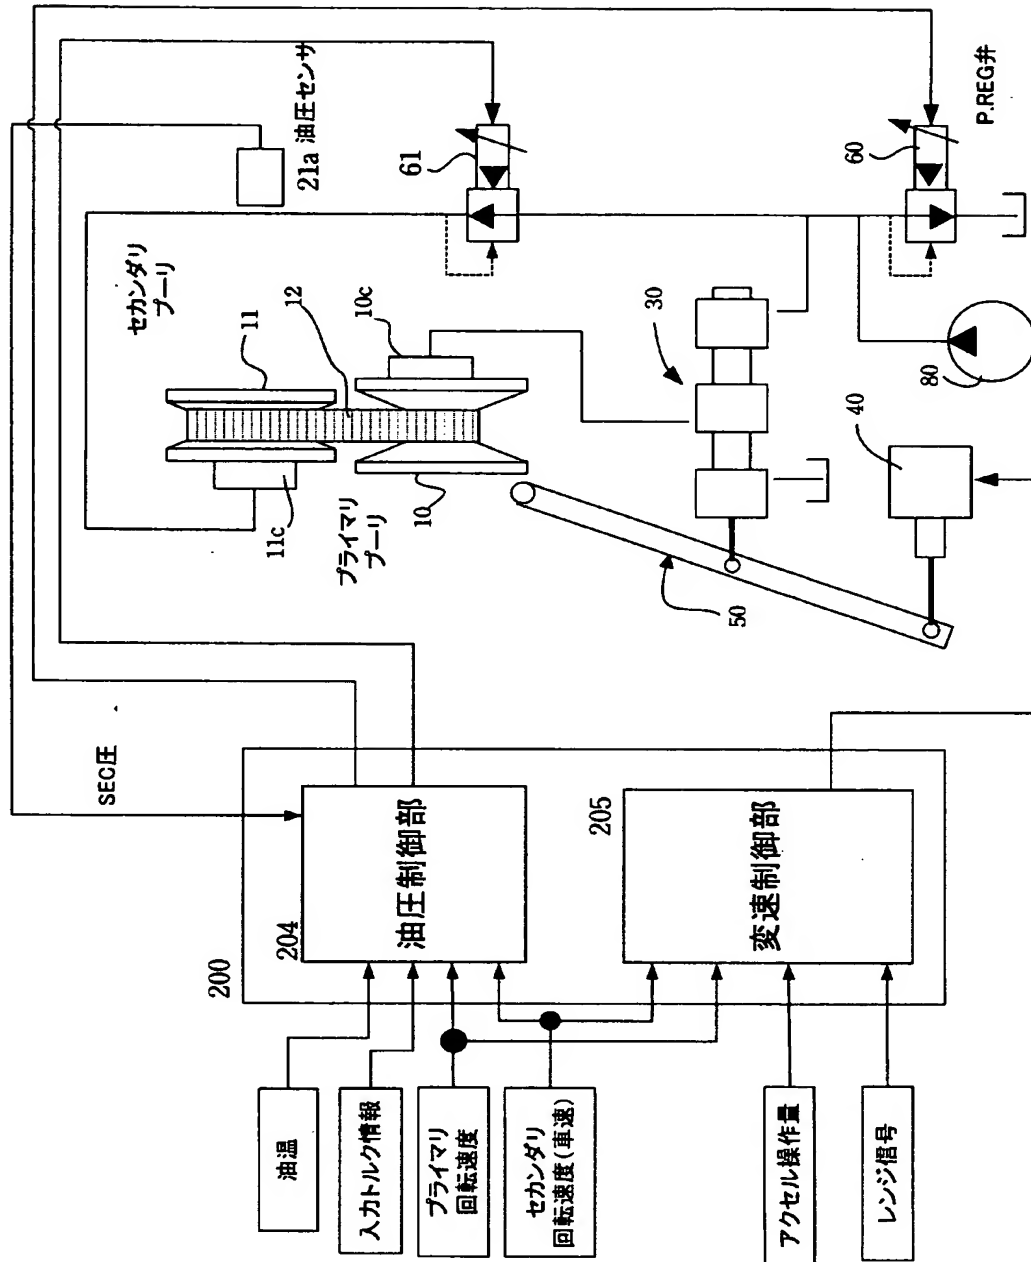 油温
入力トルク情報
プライマリ
回転速度
セカンダリ
回転速度(車速)
アクセル操作量
レンジ信号
200
204
油圧制御部
205
変速制御部
SEC圧
セカンダリ
プーリ
11
12
11c
プライマリ
プーリ
10
10c
21a 油圧センサ
61
30
50
40
80
60
P.REG弁